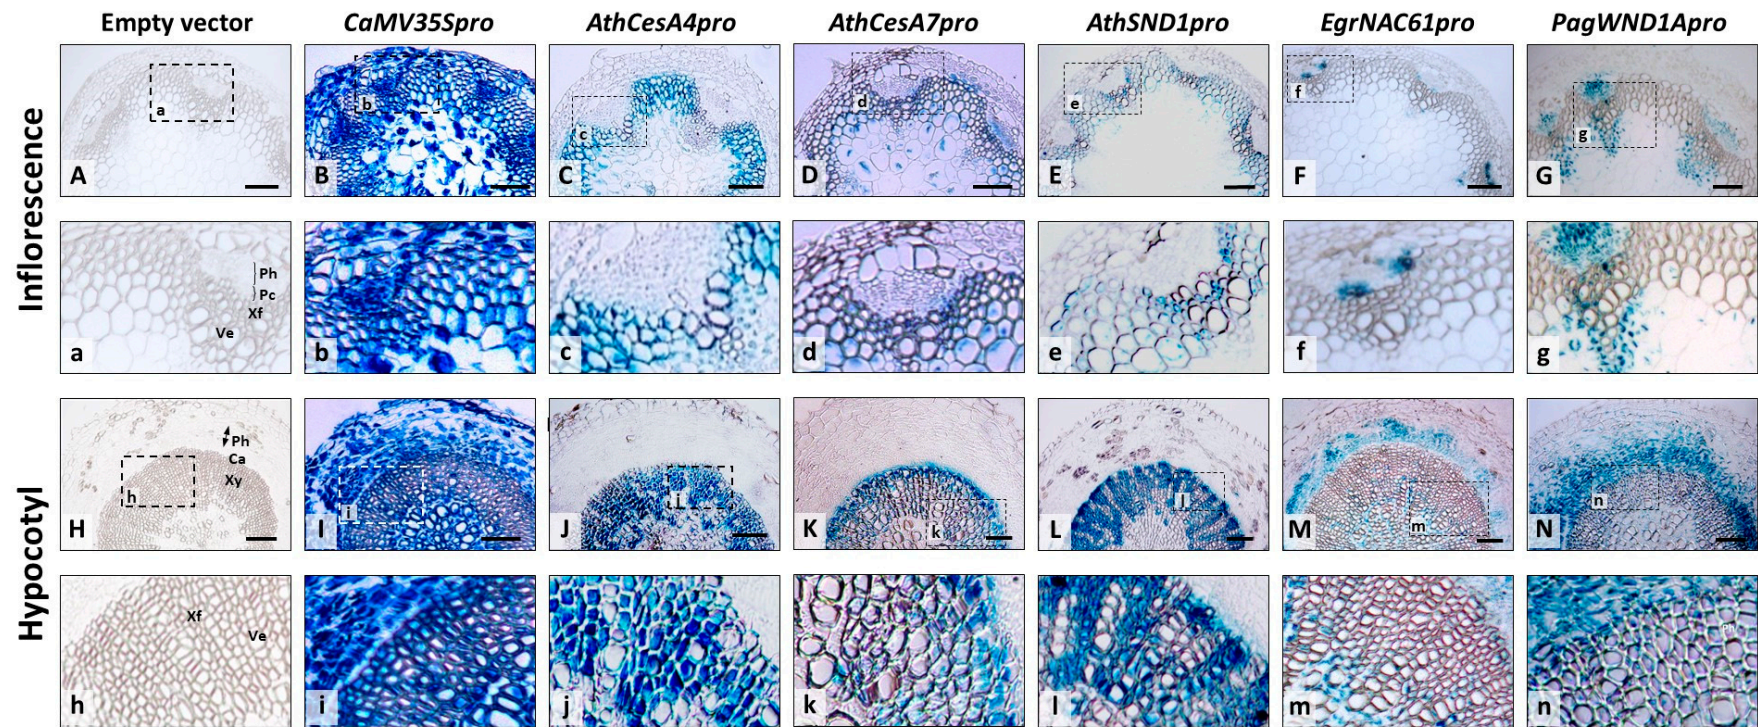 Empty vector CaMV35Spro AthCesA4pro AthCesA7pro AthSND1pro EgrNAC61pro PagWND1Apro
Inflorescence
a b c d e f g
A B C D E F G
Ph
Pc
Xf
Ve
a b c d e f g
Hypocotyl
Ph
Ca
Xy
h i j l m n
k
H I J K L M N
Xf
Ve
Ph
h i j k l m n